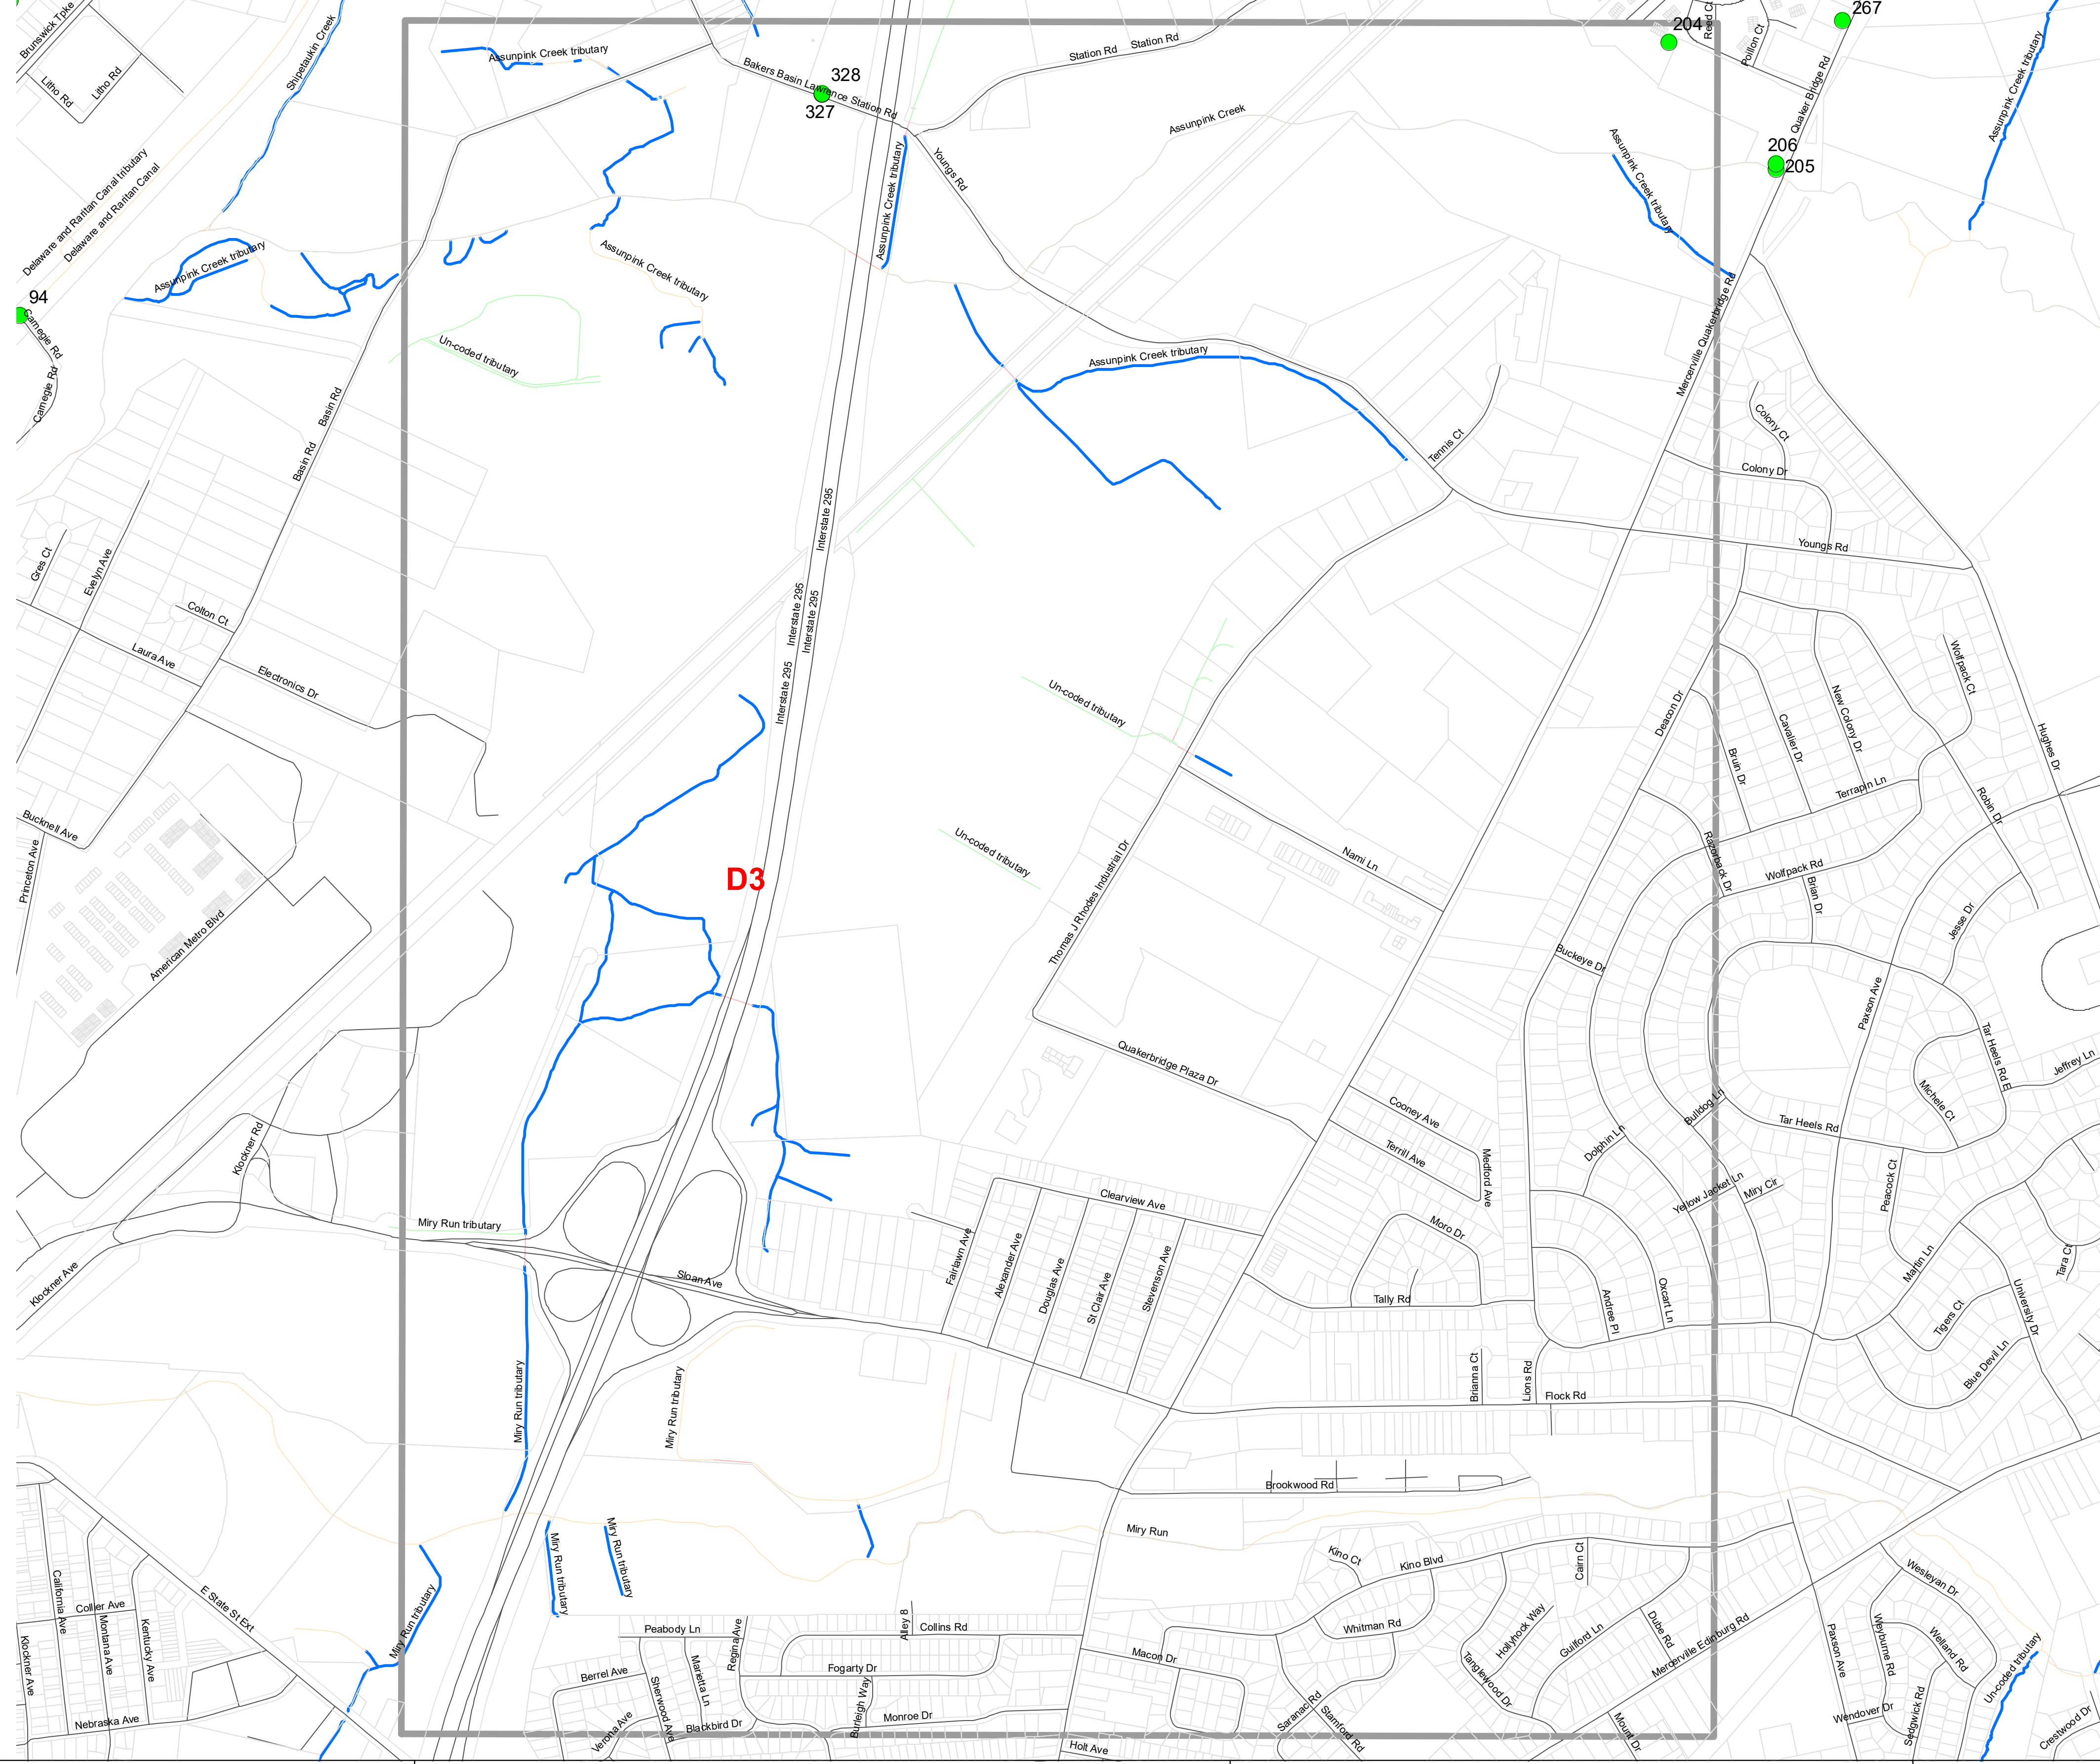 Brunswick Tpke
Litho Rd
Litho Rd
Shipetaukin Creek
Assunpink Creek tributary
Bakers Basin Lawrence Station Rd
328
327
Station Rd
Station Rd
204
Reed
Poillon Ct
267
Quaker Bridge Rd
Assunpink Creek tributary
Delaware and Raritan Canal tributary
Delaware and Raritan Canal
Assunpink Creek
Youngs Rd
Assunpink Creek tributary
Assunpink Creek tributary
206
205
Assunpink Creek tributary
Assunpink Creek tributary
94
Carnegie Rd
Carnegie Rd
Un-coded tributary
Assunpink Creek tributary
Mercerville Quakerbridge Rd
Basin Rd
Basin Rd
Tennis Ct
Colony Ct
Colony Dr
Youngs Rd
Interstate 295
Interstate 295
Interstate 295
Interstate 295
Gres Ct
Evelyn Ave
Colton Ct
Laura Ave
Electronics Dr
Un-coded tributary
Deacon Dr
Bruin Dr
Cavalier Dr
New Colony Dr
Wolfpack Ct
Hughes Dr
Terrapin Ln
Robin Dr
Bucknell Ave
Princeton Ave
American Metro Blvd
D3
Un-coded tributary
Thomas J Rhodes Industrial Dr
Nami Ln
Razorback Dr
Wolfpack Rd
Brian Dr
Jesse Dr
Buckeye Dr
Paxson Ave
Quakerbridge Plaza Dr
Tar Heels Rd E
Jeffrey Ln
Michele Ct
Cooney Ave
Terrill Ave
Medford Ave
Dolphin Ln
Bulldog Ln
Tar Heels Rd
Klockner Rd
Peacock Ct
Yellow Jacket Ln
Miry Cir
Clearview Ave
Miry Run tributary
Moro Dr
Fairlawn Ave
Alexander Ave
Douglas Ave
St Clair Ave
Stevenson Ave
Sloan Ave
Klockner Ave
Tally Rd
Andree Pl
Oxcart Ln
Martin Ln
Tara Ct
University Dr
Tigers Ct
Blue Devil Ln
Miry Run tributary
Miry Run tributary
Brianna Ct
Lions Rd
Flock Rd
Brookwood Rd
Miry Run
Miry Run tributary
Miry Run tributary
Kino Ct
Kino Blvd
Cairn Ct
Wesleyan Dr
California Ave
Collier Ave
Montana Ave
Kentucky Ave
E State St Ext
Miry Run tributary
Klockner Ave
Nebraska Ave
Peabody Ln
Regina Ave
Alley 8
Collins Rd
Whitman Rd
Hollyhock Way
Guilford Ln
Dube Rd
Mercerville Edinburg Rd
Paxson Ave
Weyburne Rd
Welland Rd
Un-coded tributary
Berrel Ave
Marietta Ln
Sherwood Ave
Fogarty Dr
Macon Dr
Tanglewood Dr
Burleigh Way
Monroe Dr
Verona Ave
Blackbird Dr
Saranac Rd
Stamford Rd
Mount Dr
Wendover Dr
Sedgwick Rd
Crestwood Dr
Holt Ave